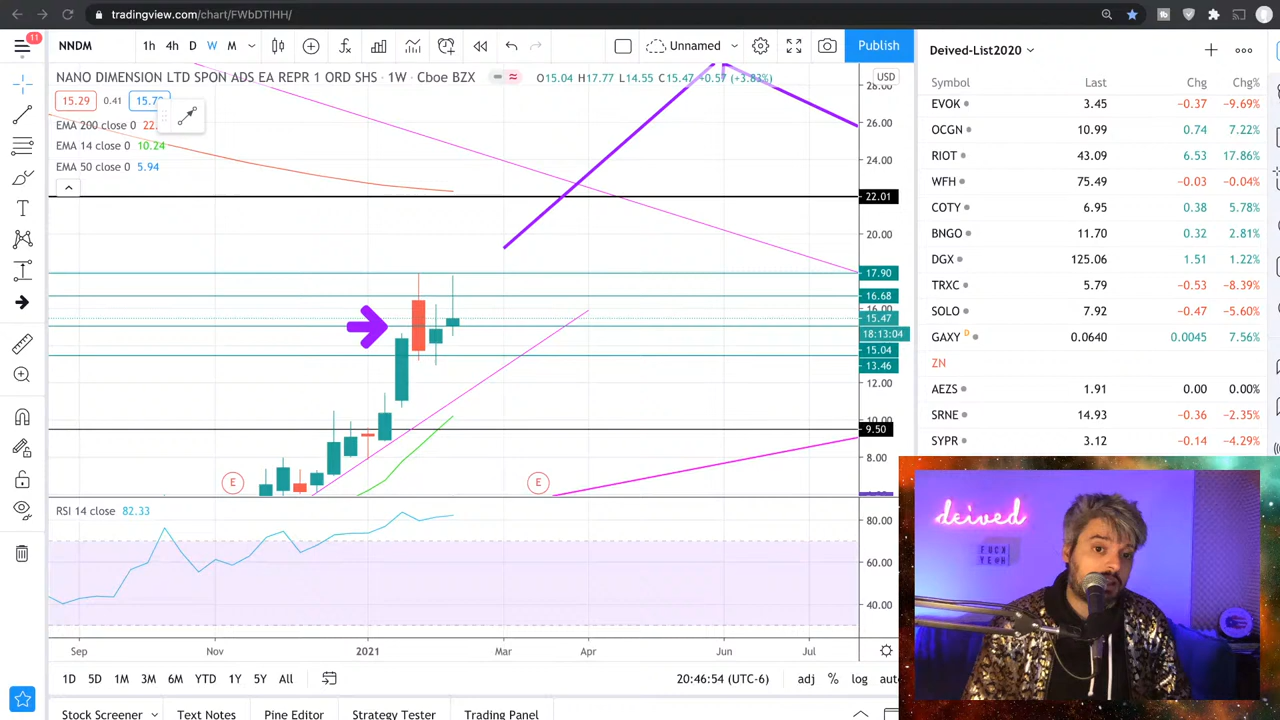 tradingview.com/chart/FWbDTIHH/
11
NNDM
1h 4h D W M
Unnamed
Publish
NANO DIMENSION LTD SPON ADS EA REPR 1 ORD SHS · 1W · Cboe BZX
O15.04 H17.77 L14.55 C15.47 +0.57 (+3.83%)
USD
15.29 0.41
EMA 200 close 0 22
EMA 14 close 0 10.24
EMA 50 close 0 5.94
28.00
26.00
24.00
22.01
20.00
17.90
16.68
16.00
15.47
18:13:04
15.04
13.46
12.00
10.00
9.50
8.00
E
E
RSI 14 close 82.33
80.00
60.00
40.00
Sep Nov 2021 Mar Apr Jun Jul
1D 5D 1M 3M 6M YTD 1Y 5Y All
20:46:54 (UTC-6) adj % log
Stock Screener Text Notes Pine Editor Strategy Tester Trading Panel
Deived-List2020
Symbol Last Chg Chg%
EVOK 3.45 −0.37 −9.69%
OCGN 10.99 0.74 7.22%
RIOT 43.09 6.53 17.86%
WFH 75.49 −0.03 −0.04%
COTY 6.95 0.38 5.78%
BNGO 11.70 0.32 2.81%
DGX 125.06 1.51 1.22%
TRXC 5.79 −0.53 −8.39%
SOLO 7.92 −0.47 −5.60%
GAXY D 0.0640 0.0045 7.56%
ZN
AEZS 1.91 0.00 0.00%
SRNE 14.93 −0.36 −2.35%
SYPR 3.12 −0.14 −4.29%
deived
FUCK
YE@H